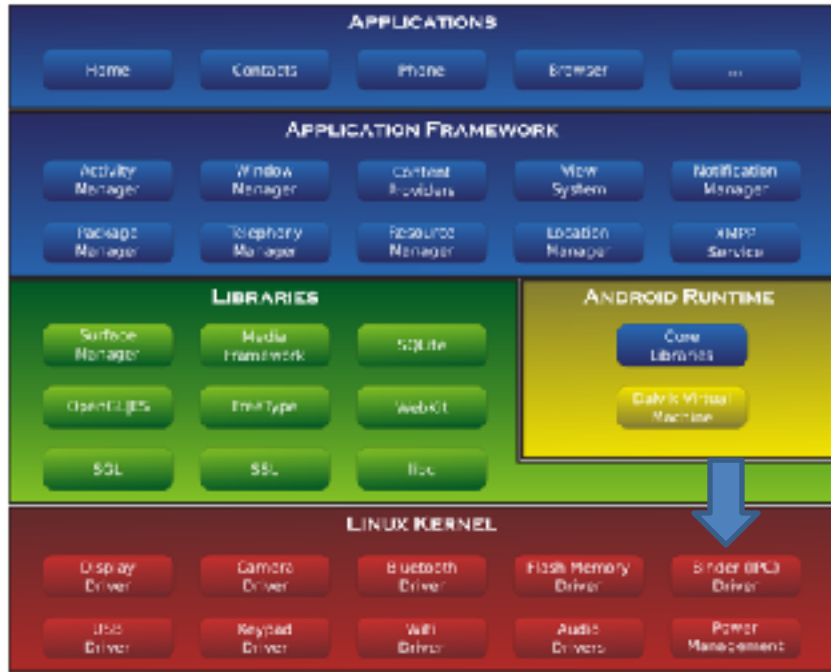 APPLICATIONS
Home Contacts Phone Browser ...
APPLICATION FRAMEWORK
Activity Manager
Window Manager
Content Providers
View System
Notification Manager
Package Manager
Telephony Manager
Resource Manager
Location Manager
XMPP Service
LIBRARIES
Surface Manager
Media Framework
SQLite
OpenGL|ES
FreeType
WebKit
SGL
SSL
libc
ANDROID RUNTIME
Core Libraries
Dalvik Virtual Machine
LINUX KERNEL
Display Driver
Camera Driver
Bluetooth Driver
Flash Memory Driver
Binder (IPC) Driver
USB Driver
Keypad Driver
WiFi Driver
Audio Drivers
Power Management